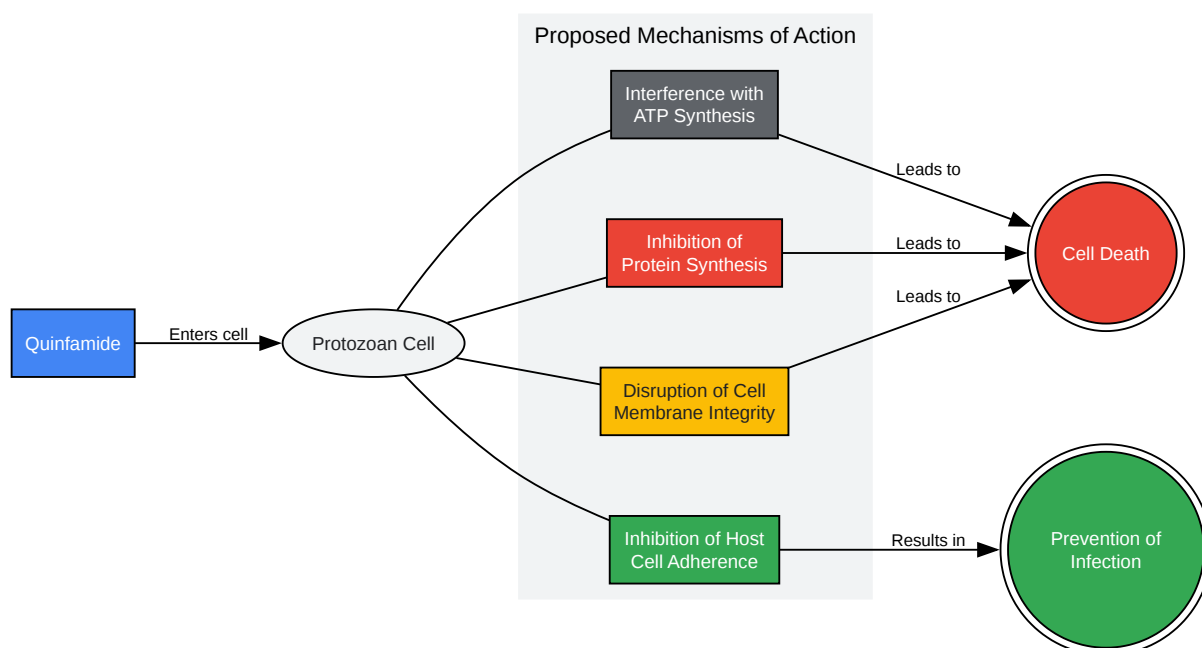 Proposed Mechanisms of Action
Interference with
ATP Synthesis
Leads to
Inhibition of
Protein Synthesis
Leads to
Cell Death
Leads to
Quinfamide
Enters cell
Protozoan Cell
Disruption of Cell
Membrane Integrity
Inhibition of Host
Cell Adherence
Results in
Prevention of
Infection